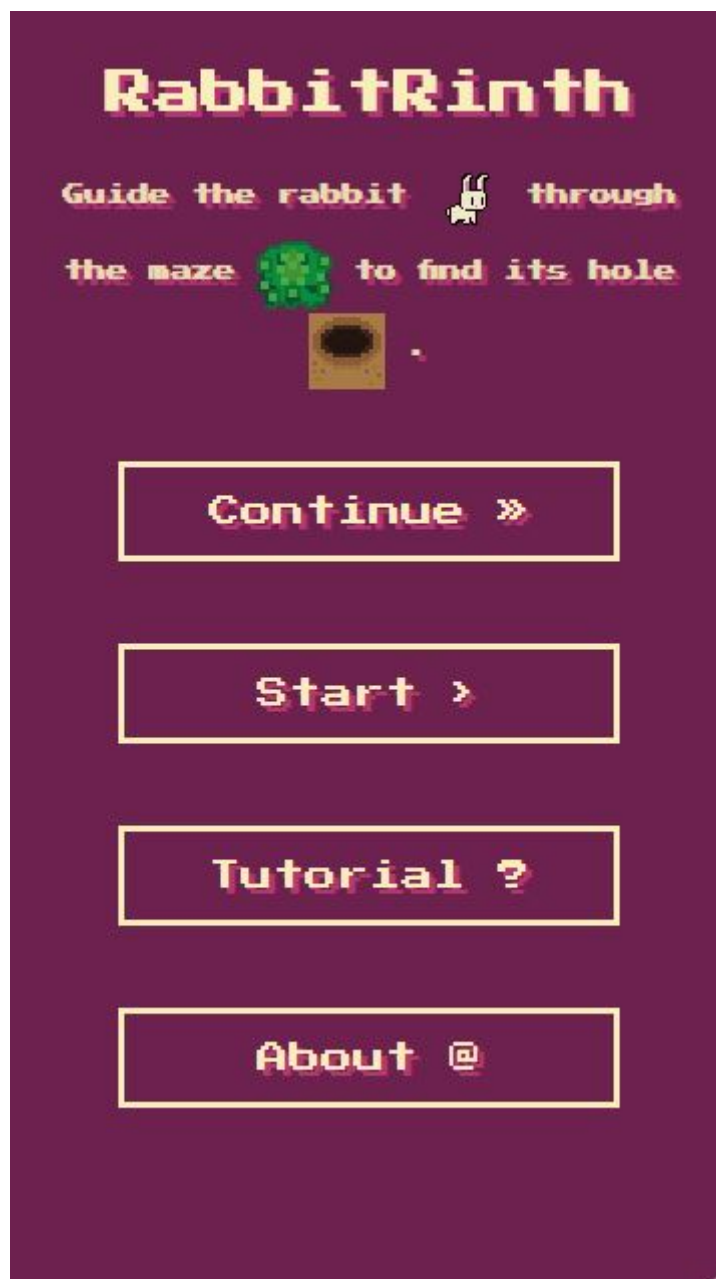 RabbitRinth
Guide the rabbit through
the maze to find its hole
.
Continue »
Start ›
Tutorial ?
About @